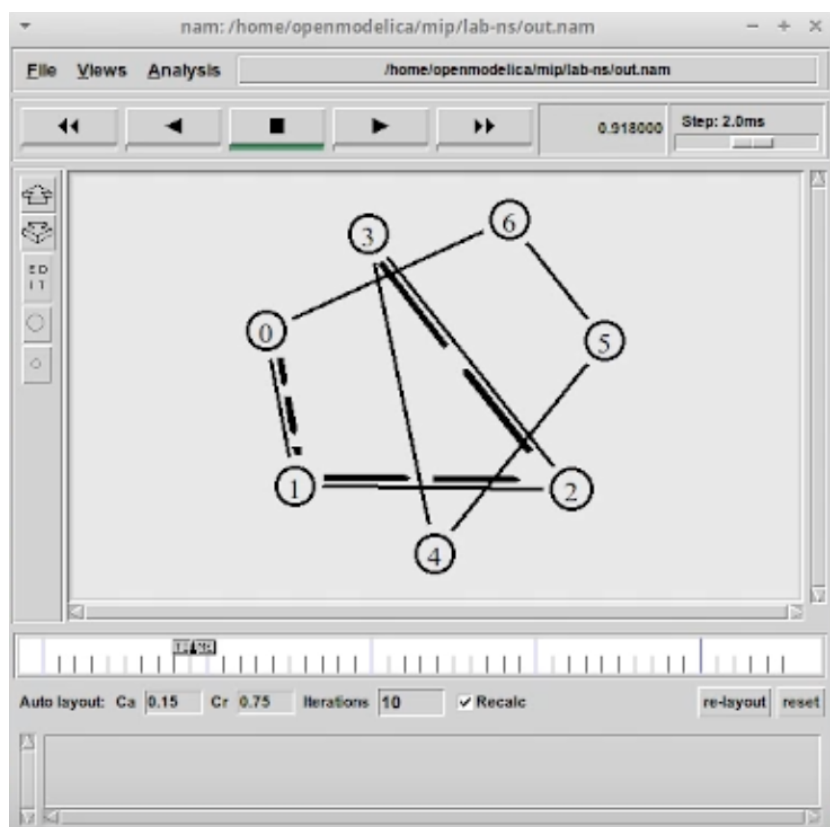 nam: /home/openmodelica/mip/lab-ns/out.nam
File Views Analysis /home/openmodelica/mip/lab-ns/out.nam
0.918000 Step: 2.0ms
E D
I T
3 6
0 5
1 2
4
TIME
Auto layout: Ca 0.15 Cr 0.75 Iterations 10 Recalc re-layout reset